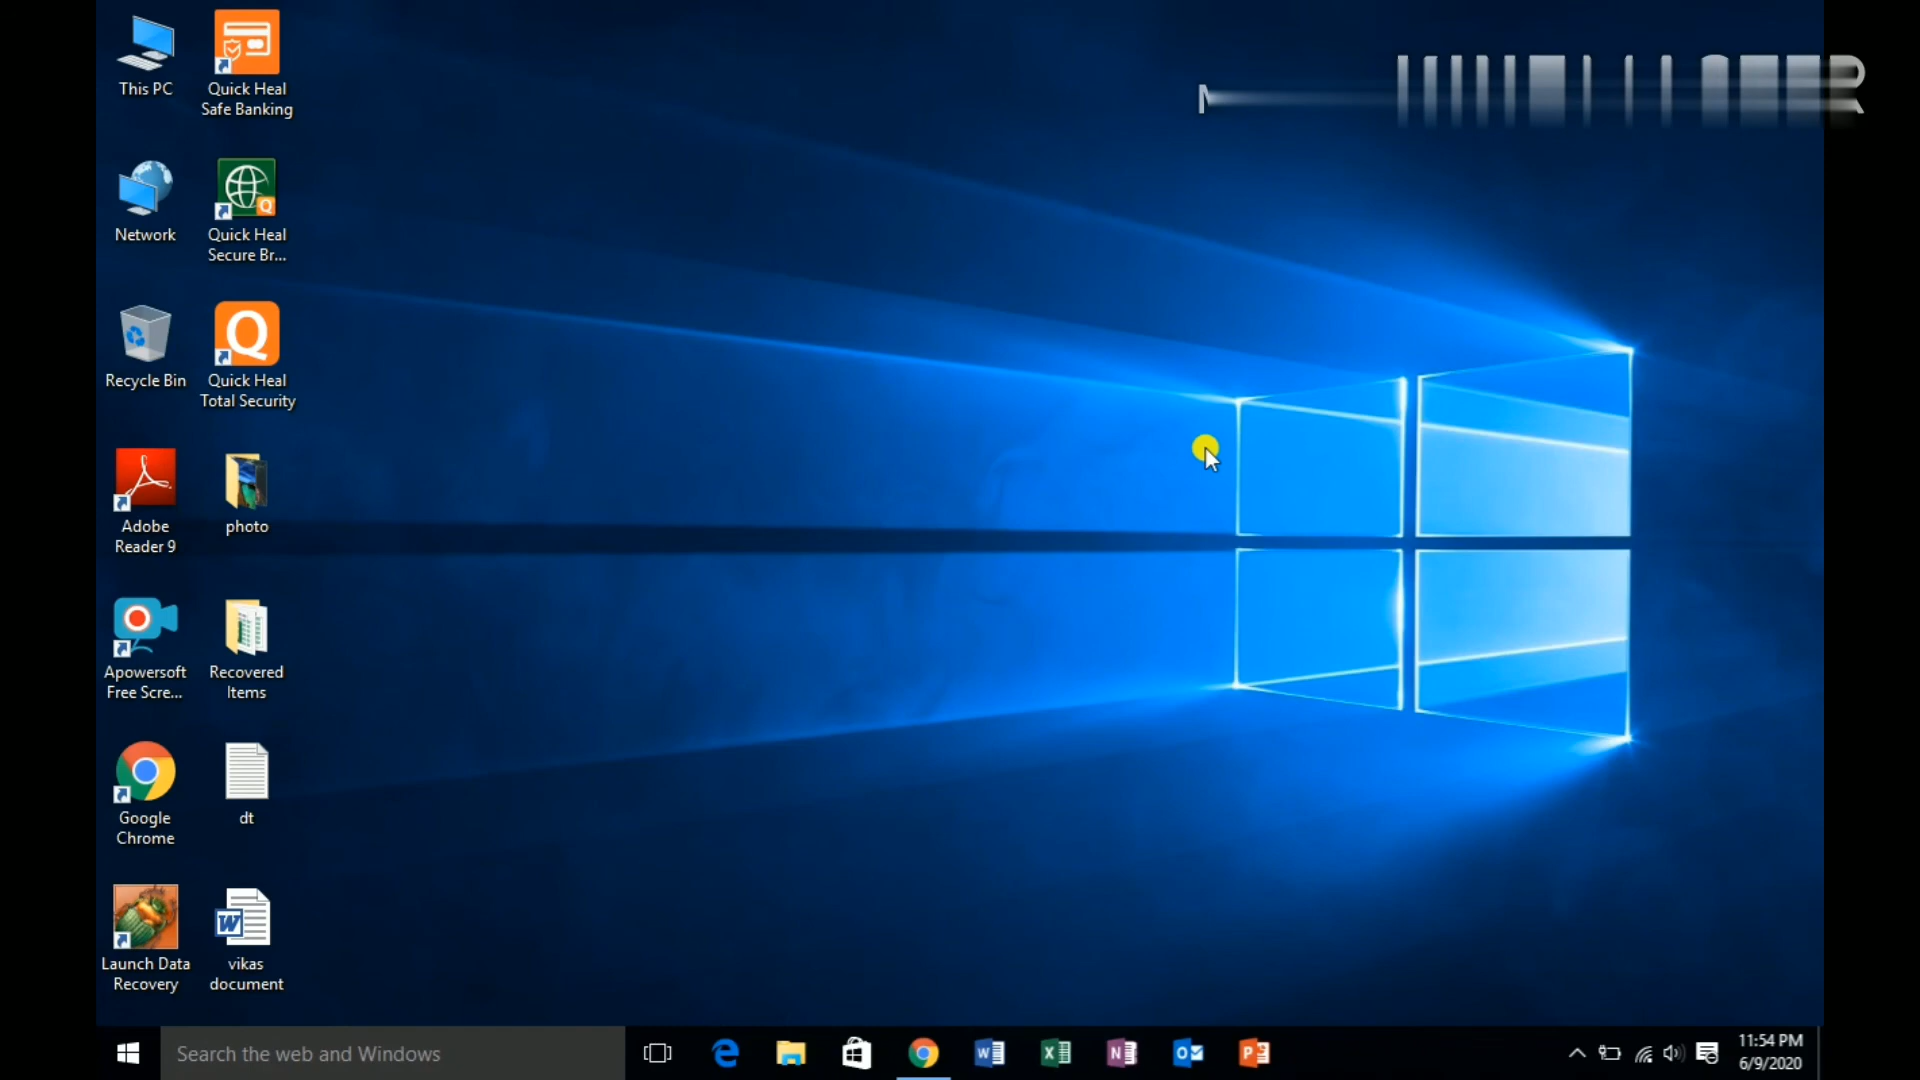 This PC
Quick Heal
Safe Banking
Network
Quick Heal
Secure Br...
Recycle Bin
Quick Heal
Total Security
Adobe
Reader 9
photo
Apowersoft
Free Scre...
Recovered
Items
Google
Chrome
dt
Launch Data
Recovery
vikas
document
Search the web and Windows
11:54 PM
6/9/2020